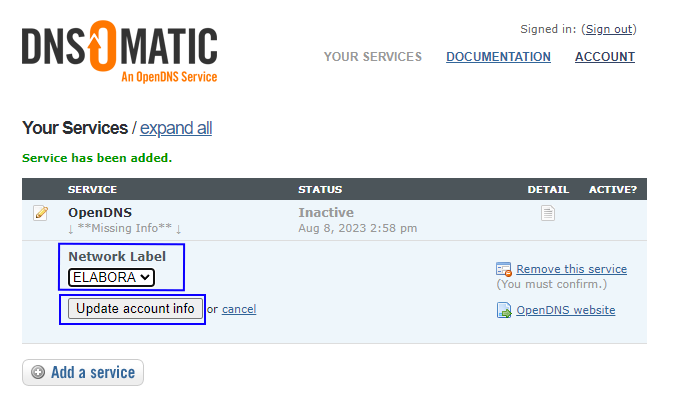 DNSOMATIC
An OpenDNS Service
Signed in: (Sign out)
YOUR SERVICES DOCUMENTATION ACCOUNT
Your Services / expand all
Service has been added.
SERVICE STATUS DETAIL ACTIVE?
OpenDNS Inactive
↓ **Missing Info** ↓ Aug 8, 2023 2:58 pm
Network Label
ELABORA
Remove this service
(You must confirm.)
Update account info or cancel
OpenDNS website
Add a service